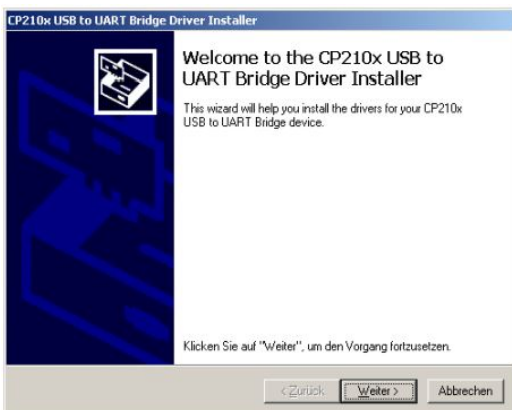 CP210x USB to UART Bridge Driver Installer
Welcome to the CP210x USB to
UART Bridge Driver Installer
This wizard will help you install the drivers for your CP210x
USB to UART Bridge device.
Klicken Sie auf "Weiter", um den Vorgang fortzusetzen.
< Zurück
Weiter >
Abbrechen